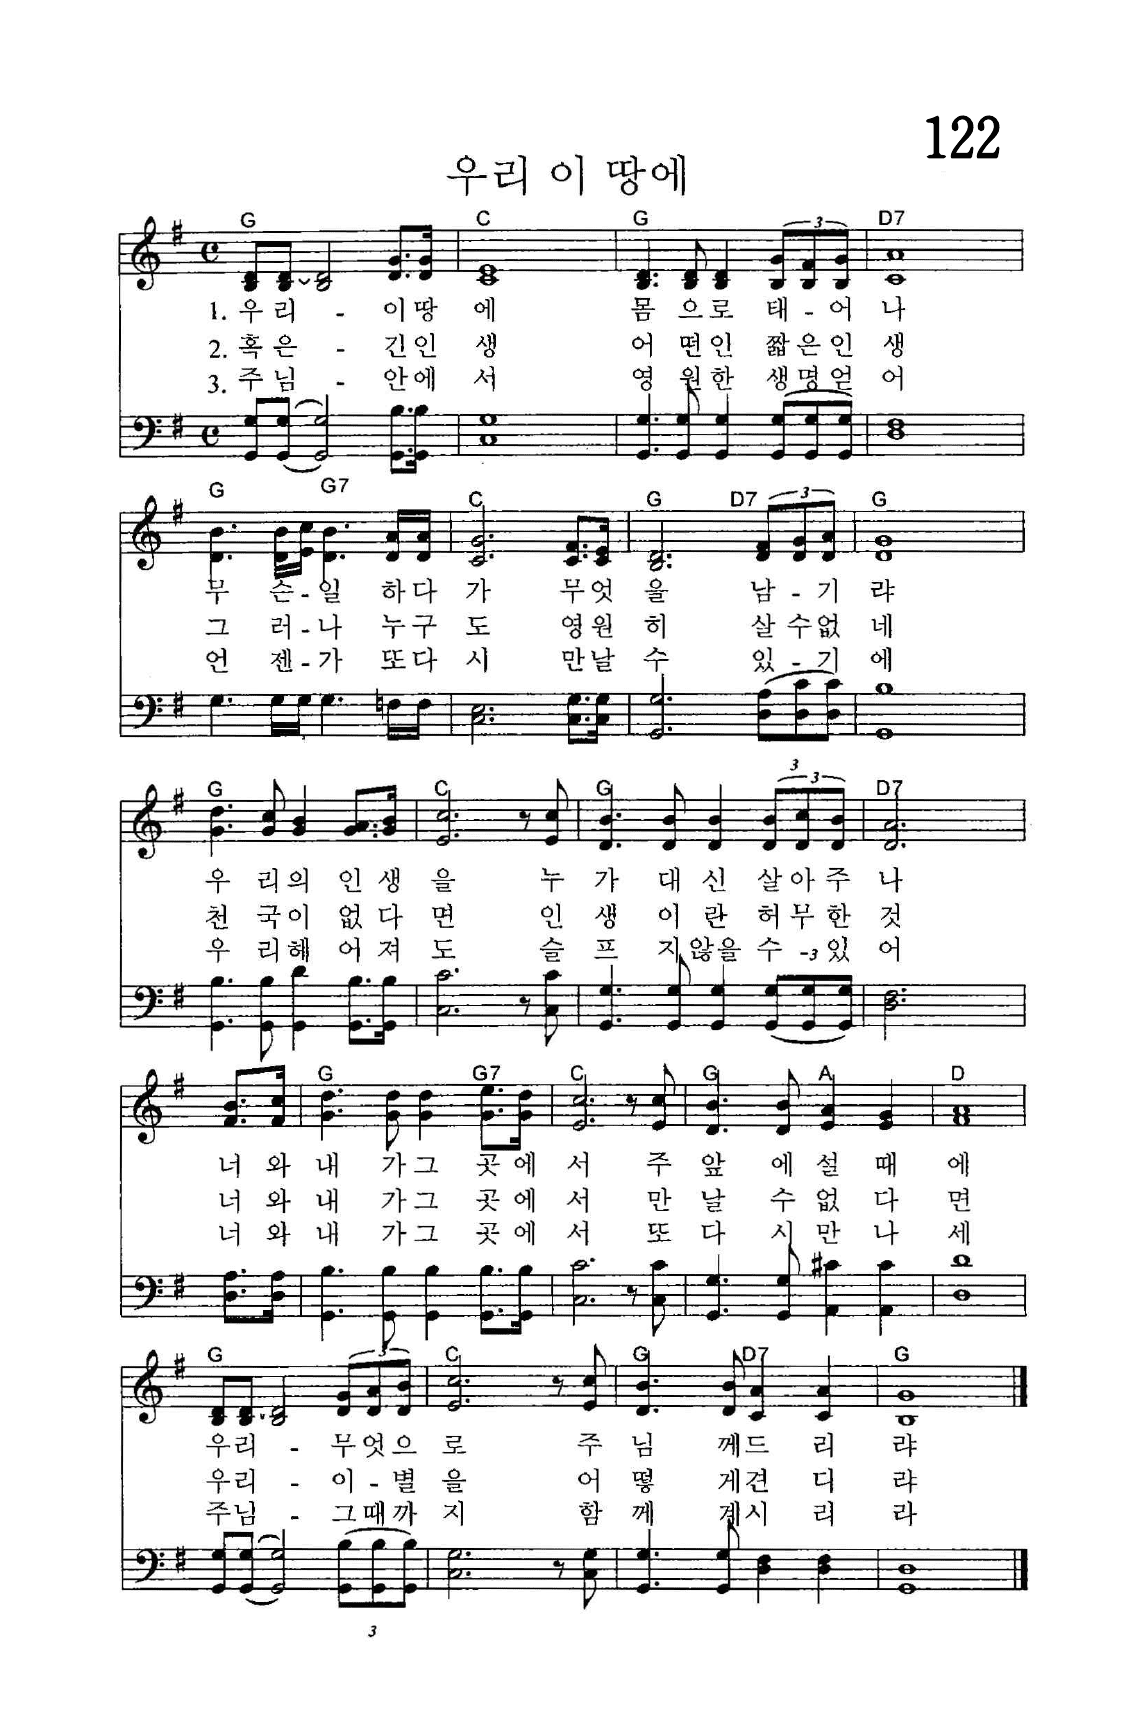 122
우리 이 땅에
G C G 3 D7
1. 우 리 - 이 땅 에 몸 으 로 태 - 어 나
2. 혹 은 - 긴 인 생 어 떤 인 짧 은 인 생
3. 주 님 - 안 에 서 영 원 한 생 명 얻 어
G G7 C G D7 3 G
무 슨 - 일 하 다 가 무 엇 을 남 - 기 랴
그 러 - 나 누 구 도 영 원 히 살 수 없 네
언 젠 - 가 또 다 시 만 날 수 있 - 기 에
3
G C G 3 D7
우 리 의 인 생 을 누 가 대 신 살 아 주 나
천 국 이 없 다 면 인 생 이 란 허 무 한 것
우 리 헤 어 져 도 슬 프 지 않 을 수 -3 있 어
G G7 C G A D
너 와 내 가 그 곳 에 서 주 앞 에 설 때 에
너 와 내 가 그 곳 에 서 만 날 수 없 다 면
너 와 내 가 그 곳 에 서 또 다 시 만 나 세
G 3 C G D7 G
우 리 - 무 엇 으 로 주 님 께 드 리 랴
우 리 - 이 - 별 을 어 떻 게 견 디 랴
주 님 - 그 때 까 지 함 께 계 시 리 라
3